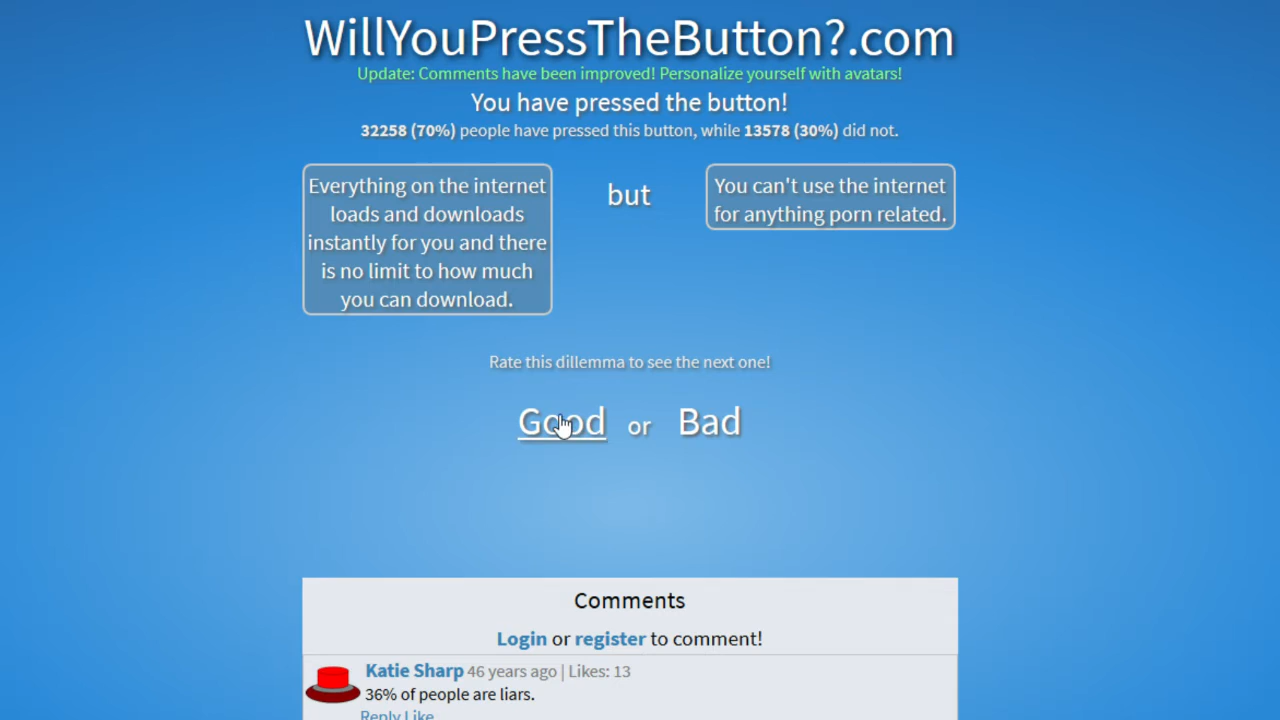 WillYouPressTheButton?.com
Update: Comments have been improved! Personalize yourself with avatars!
You have pressed the button!
32258 (70%) people have pressed this button, while 13578 (30%) did not.
Everything on the internet
loads and downloads
instantly for you and there
is no limit to how much
you can download.
but
You can't use the internet
for anything porn related.
Rate this dillemma to see the next one!
Good or Bad
Comments
Login or register to comment!
Katie Sharp 46 years ago | Likes: 13
36% of people are liars.
Reply Like